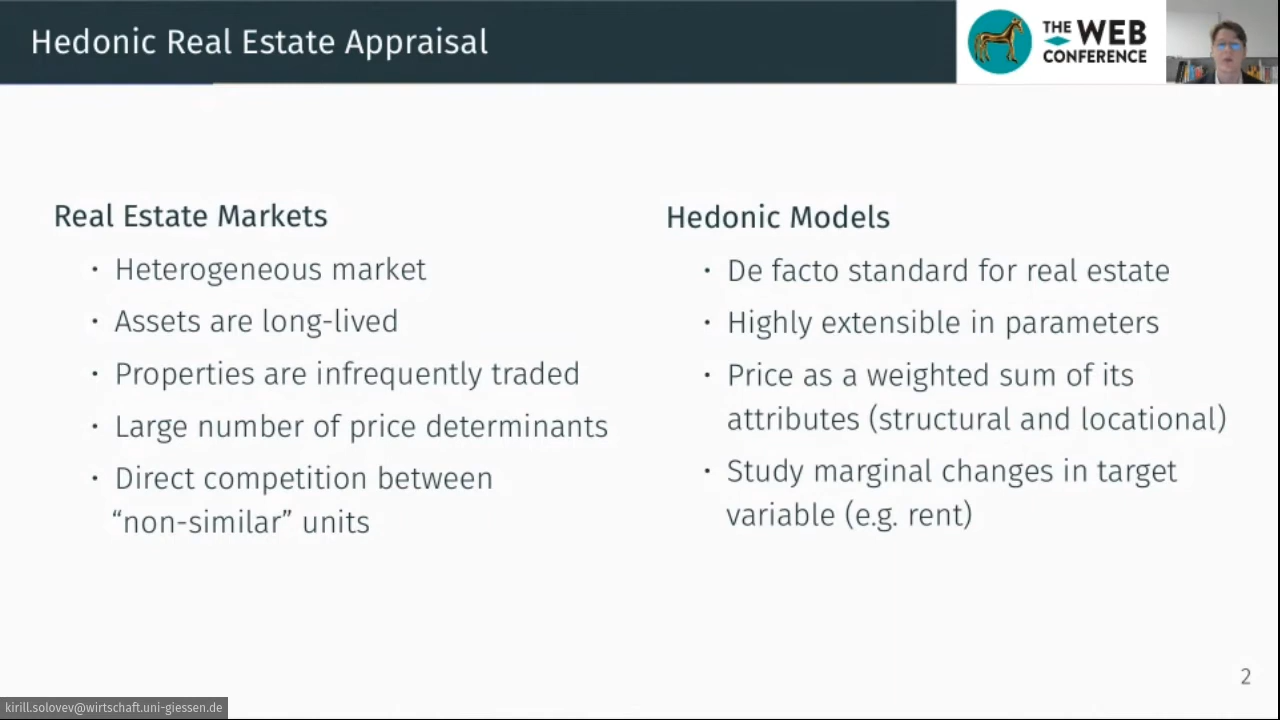 Hedonic Real Estate Appraisal
THE WEB
CONFERENCE
Real Estate Markets
· Heterogeneous market
· Assets are long-lived
· Properties are infrequently traded
· Large number of price determinants
· Direct competition between
“non-similar” units
Hedonic Models
· De facto standard for real estate
· Highly extensible in parameters
· Price as a weighted sum of its
attributes (structural and locational)
· Study marginal changes in target
variable (e.g. rent)
2
kirill.solovev@wirtschaft.uni-giessen.de